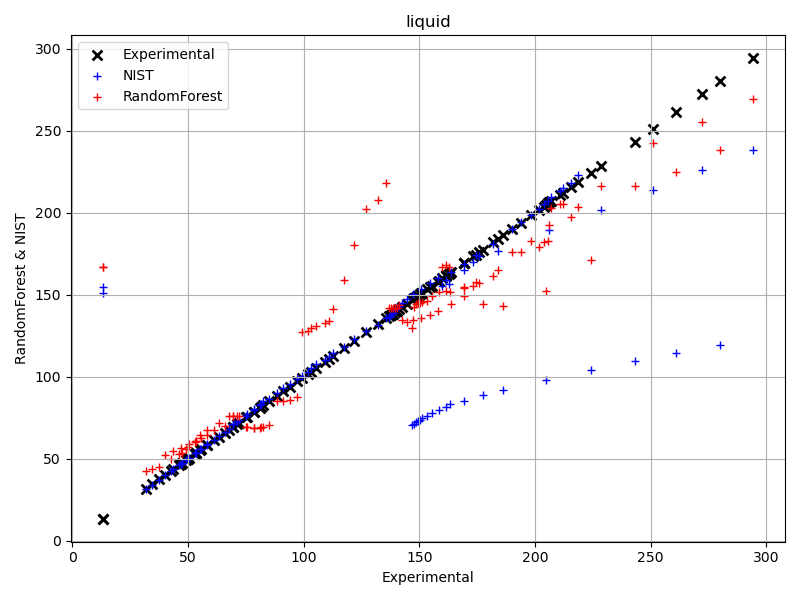 liquid
Experimental
NIST
RandomForest
RandomForest & NIST
300
250
200
150
100
50
0
0 50 100 150 200 250 300
Experimental